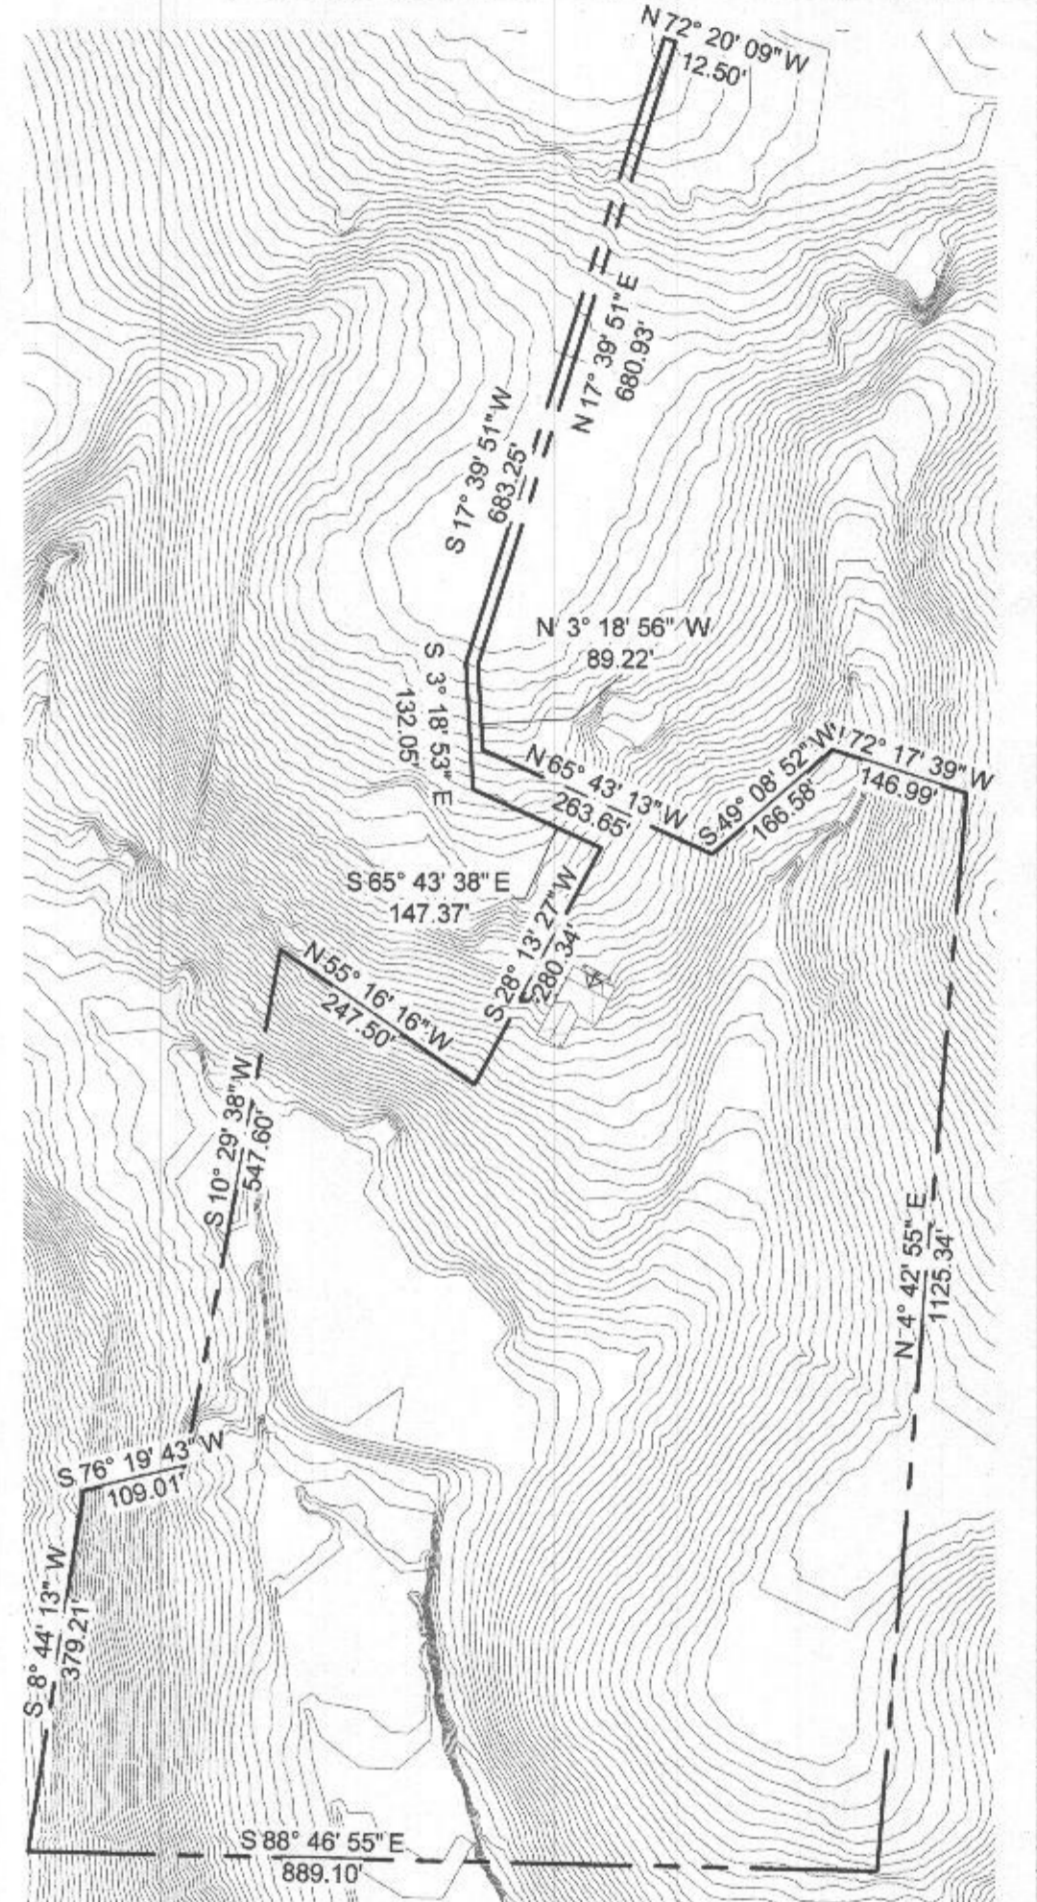 N 72° 20' 09" W
12.50'
N 17° 39' 51" E
680.93'
S 17° 39' 51" W
683.25'
N 3° 18' 56" W
89.22'
S 3° 18' 53" E
132.05'
N 65° 43' 13" W
263.65'
S 49° 08' 52" W
166.58'
72° 17' 39" W
146.99'
S 65° 43' 38" E
147.37'
S 28° 13' 27" W
280.34'
N 55° 16' 16" W
247.50'
S 10° 29' 38" W
547.60'
N 4° 42' 55" E
1125.34'
S 76° 19' 43" W
109.01'
S 8° 44' 13" W
379.21'
S 88° 46' 55" E
889.10'